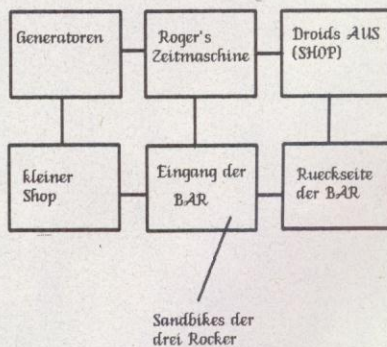 Generatoren
Roger's
Zeitmaschine
Droids AUS
(SHOP)
kleiner
Shop
Eingang der
BAR
Rueckseite
der BAR
Sandbikes der
drei Rocker